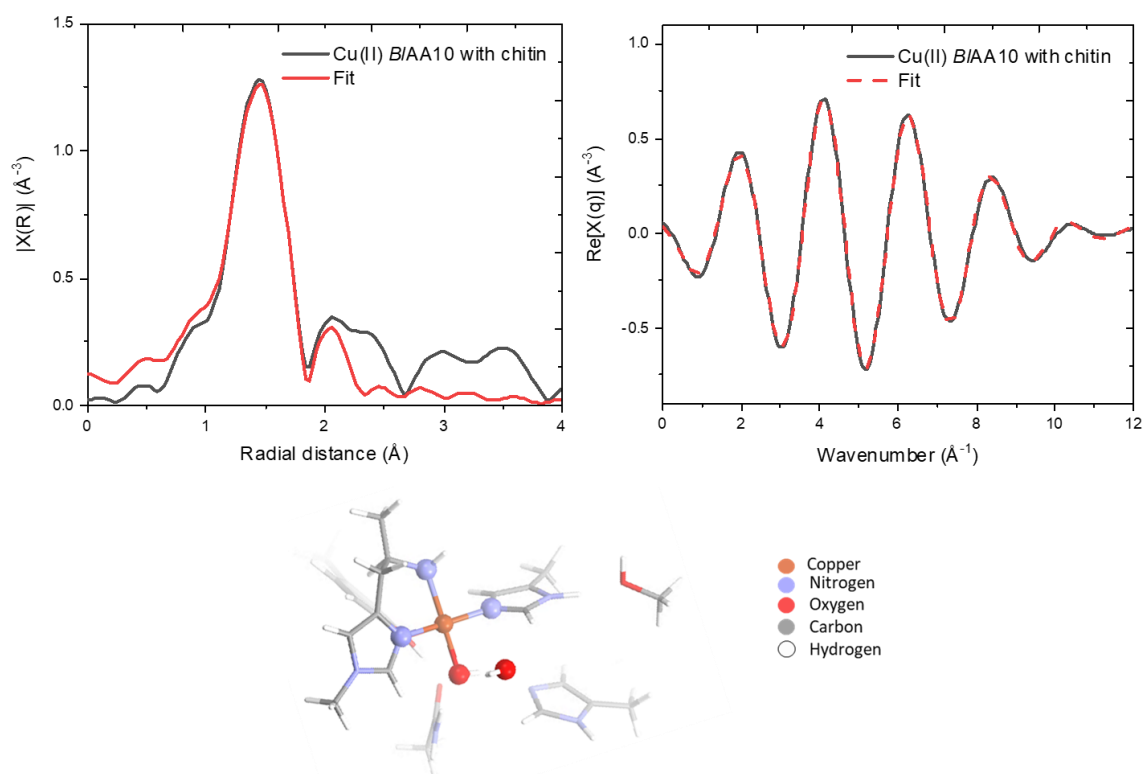 1.5
1.0
0.5
0.0
0
1
2
3
4
|X(R)| (Å⁻³)
Radial distance (Å)
Cu(II) BlAA10 with chitin
Fit
1.0
0.5
0.0
-0.5
0
2
4
6
8
10
12
Re[X(q)] (A⁻³)
Wavenumber (Å⁻¹)
Cu(II) BlAA10 with chitin
Fit
Copper
Nitrogen
Oxygen
Carbon
Hydrogen